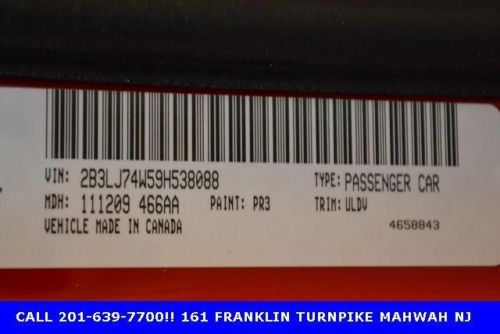 VIN: 2B3LJ74W59H538088 TYPE: PASSENGER CAR
MDH: 111209 466AA PAINT: PR3 TRIM: ULDV
VEHICLE MADE IN CANADA 4658843
CALL 201-639-7700!! 161 FRANKLIN TURNPIKE MAHWAH NJ